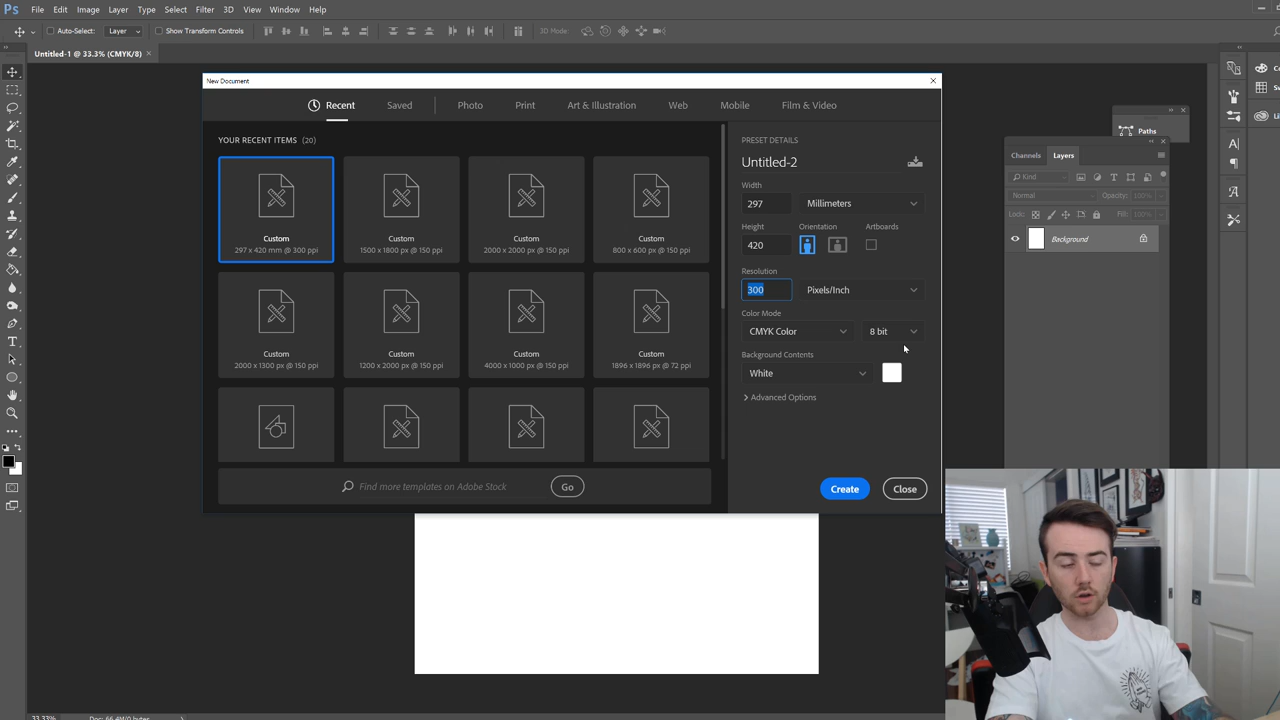 Ps File Edit Image Layer Type Select Filter 3D View Window Help
Auto-Select: Layer Show Transform Controls 3D Mode:
Untitled-1 @ 33.3% (CMYK/8) ×
New Document
Recent Saved Photo Print Art & Illustration Web Mobile Film & Video
YOUR RECENT ITEMS (20)
Custom
297 x 420 mm @ 300 ppi
Custom
1500 x 1800 px @ 150 ppi
Custom
2000 x 2000 px @ 150 ppi
Custom
800 x 600 px @ 150 ppi
Custom
2000 x 1300 px @ 150 ppi
Custom
1200 x 2000 px @ 150 ppi
Custom
4000 x 1000 px @ 150 ppi
Custom
1896 x 1896 px @ 72 ppi
Find more templates on Adobe Stock Go
PRESET DETAILS
Untitled-2
Width
297 Millimeters
Height Orientation Artboards
420
Resolution
300 Pixels/Inch
Color Mode
CMYK Color 8 bit
Background Contents
White
Advanced Options
Create Close
Paths
Channels Layers
Kind
Normal Opacity: 100%
Lock: Fill: 100%
Background
33.33% Doc: 66.4M/0 bytes